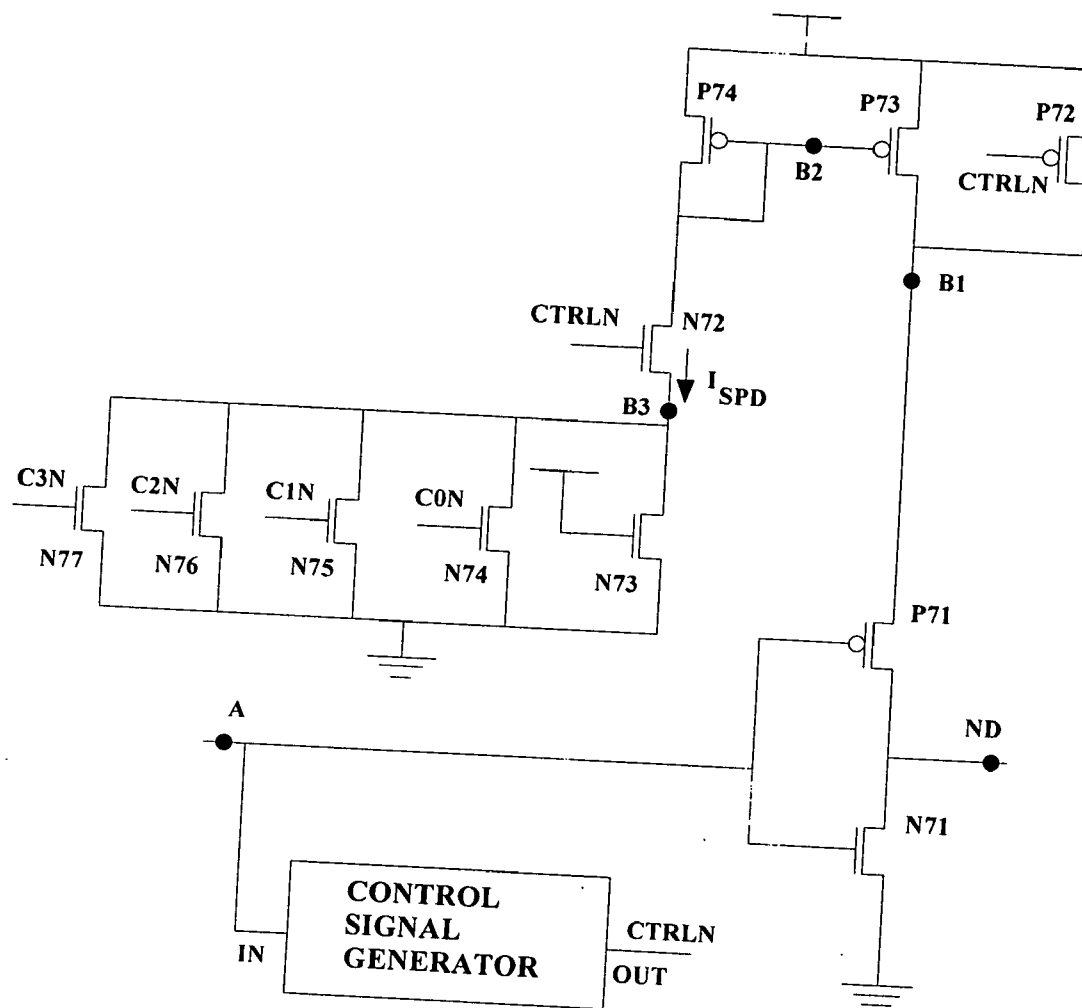 P74
P73
P72
B2
CTRLN
B1
CTRLN
N72
I SPD
B3
C3N
C2N
C1N
C0N
N77
N76
N75
N74
N73
P71
A
ND
N71
CONTROL
SIGNAL
GENERATOR
IN
CTRLN
OUT